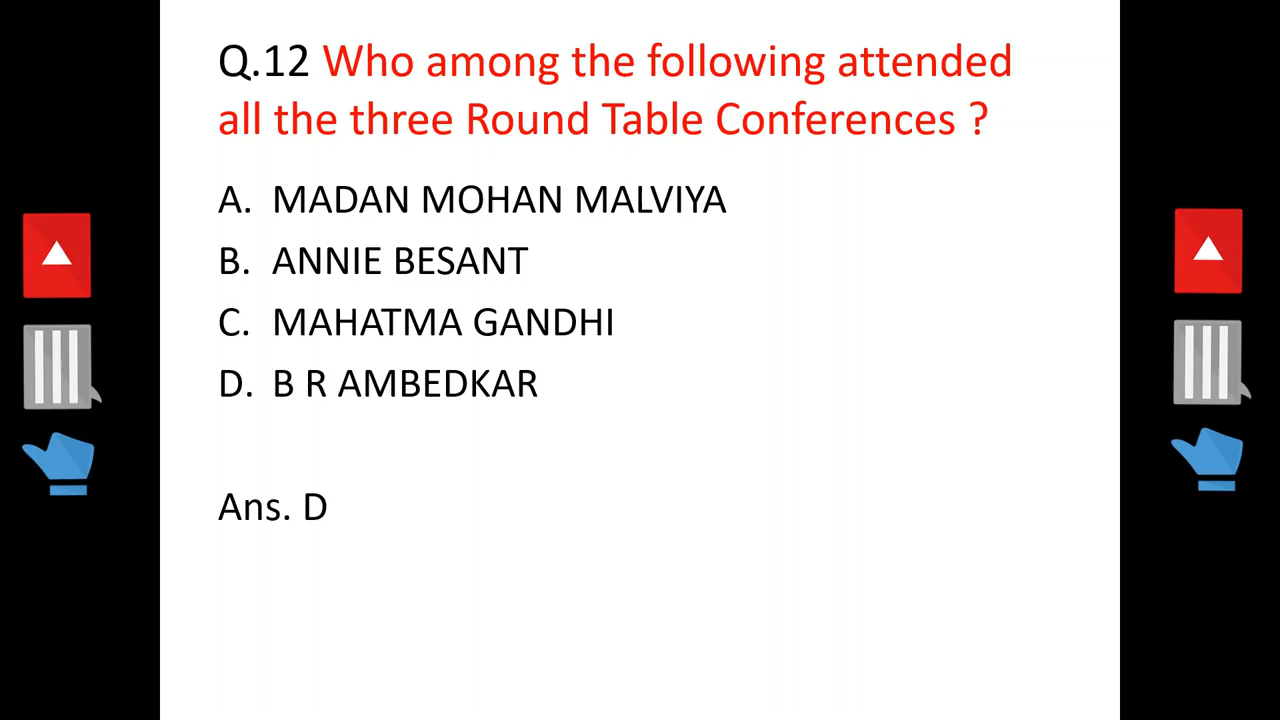 Q.12 Who among the following attended
all the three Round Table Conferences ?
A. MADAN MOHAN MALVIYA
B. ANNIE BESANT
C. MAHATMA GANDHI
D. B R AMBEDKAR
Ans. D